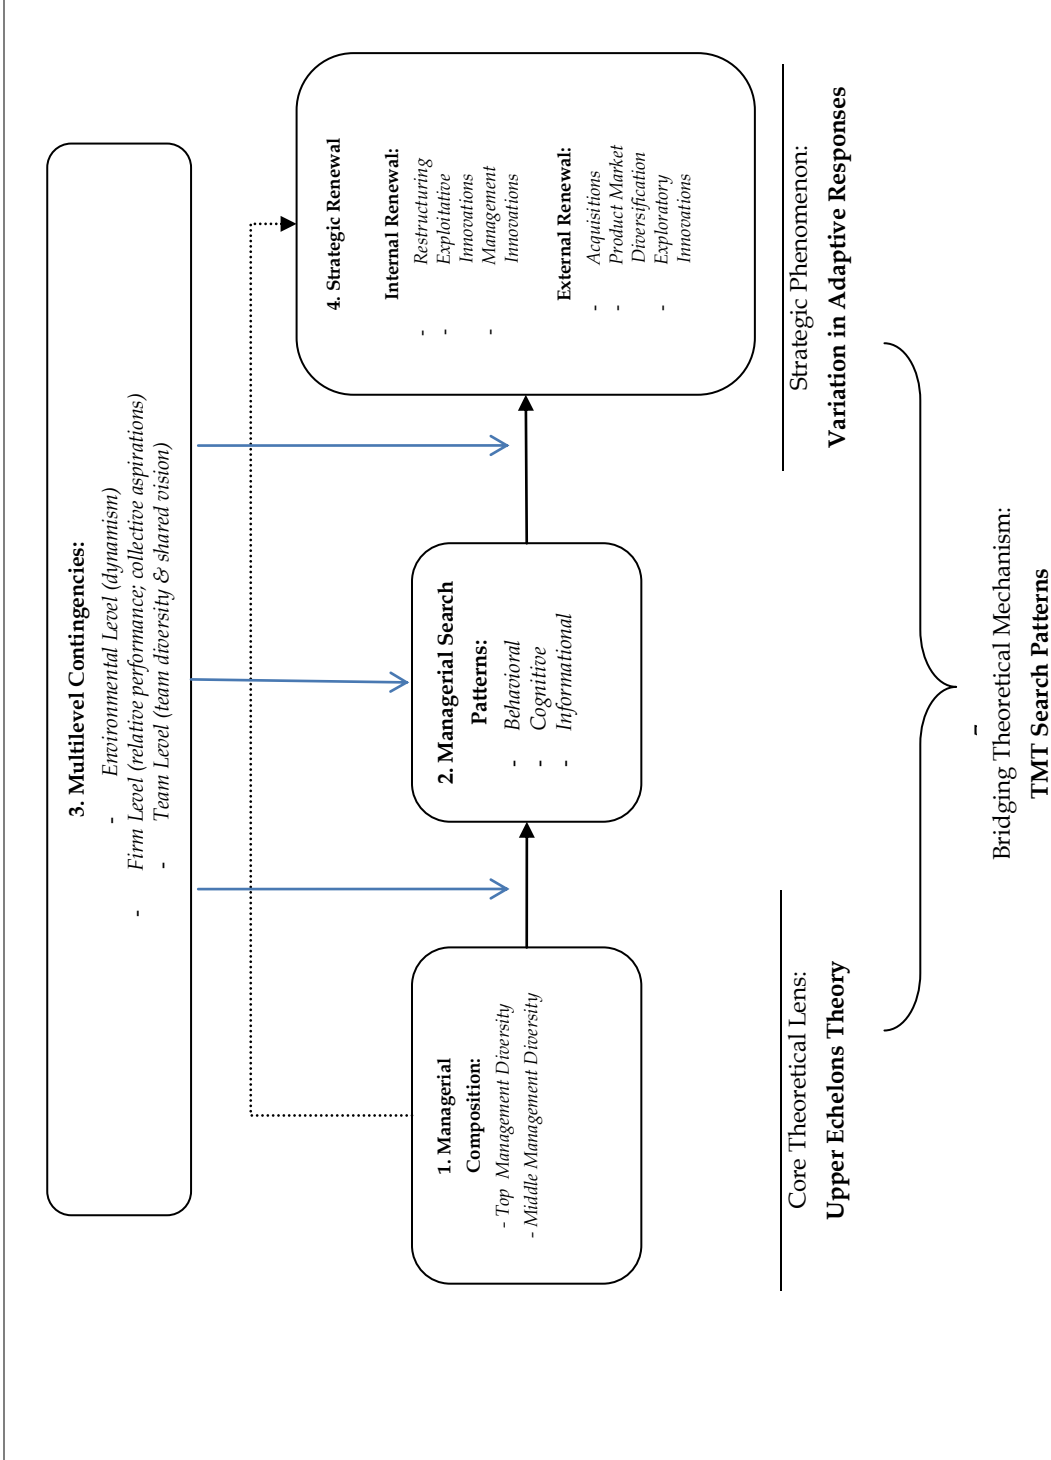 3. Multilevel Contingencies:
- Environmental Level (dynamism)
- Firm Level (relative performance; collective aspirations)
- Team Level (team diversity & shared vision)
1. Managerial
Composition:
- Top Management Diversity
- Middle Management Diversity
2. Managerial Search
Patterns:
- Behavioral
- Cognitive
- Informational
4. Strategic Renewal
Internal Renewal:
- Restructuring
- Exploitative
Innovations
- Management
Innovations
External Renewal:
- Acquisitions
- Product Market
Diversification
- Exploratory
Innovations
Core Theoretical Lens:
Upper Echelons Theory
Strategic Phenomenon:
Variation in Adaptive Responses
-
Bridging Theoretical Mechanism:
TMT Search Patterns